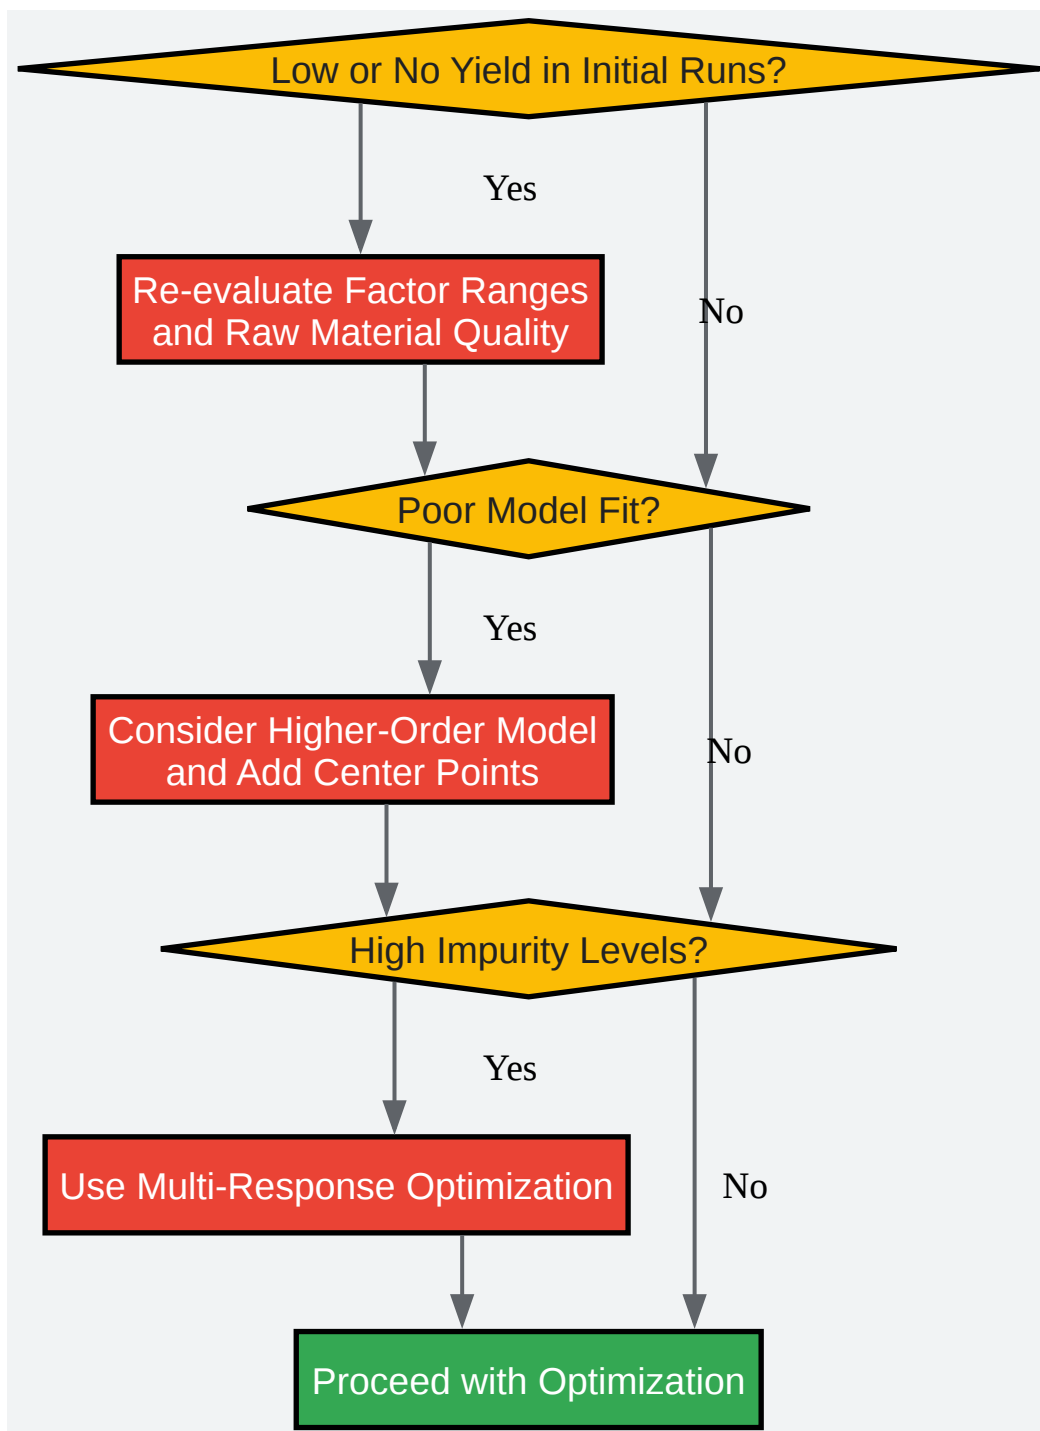 Low or No Yield in Initial Runs?
Yes
Re-evaluate Factor Ranges
and Raw Material Quality
No
Poor Model Fit?
Yes
Consider Higher-Order Model
and Add Center Points
No
High Impurity Levels?
Yes
Use Multi-Response Optimization
No
Proceed with Optimization